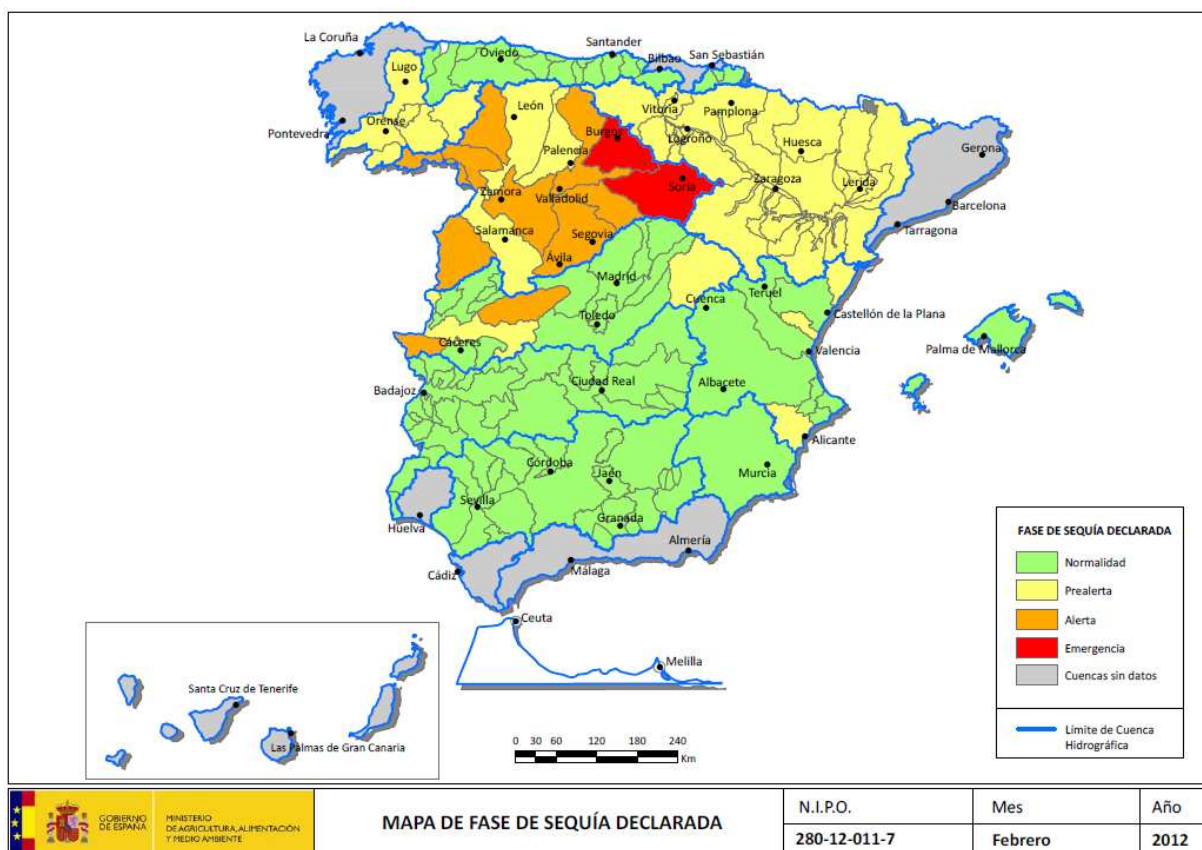 La Coruña
Oviedo
Santander
Bilbao
San Sebastián
Lugo
León
Vitoria
Pamplona
Pontevedra
Orense
Burgos
Logroño
Huesca
Gerona
Palencia
Zamora
Valladolid
Soria
Zaragoza
Lerida
Barcelona
Tarragona
Salamanca
Segovia
Ávila
Madrid
Teruel
Cuenca
Castellón de la Plana
Toledo
Cáceres
Valencia
Palma de Mallorca
Badajoz
Ciudad Real
Albacete
Alicante
Córdoba
Jaén
Murcia
Sevilla
Huelva
Granada
Almería
Cádiz
Málaga
Ceuta
Melilla
Santa Cruz de Tenerife
Las Palmas de Gran Canaria
0 30 60 120 180 240
Km
FASE DE SEQUÍA DECLARADA
Normalidad
Prealerta
Alerta
Emergencia
Cuencas sin datos
Límite de Cuenca
Hidrográfica
GOBIERNO
DE ESPAÑA
MINISTERIO
DE AGRICULTURA, ALIMENTACIÓN
Y MEDIO AMBIENTE
MAPA DE FASE DE SEQUÍA DECLARADA
N.I.P.O. Mes Año
280-12-011-7 Febrero 2012